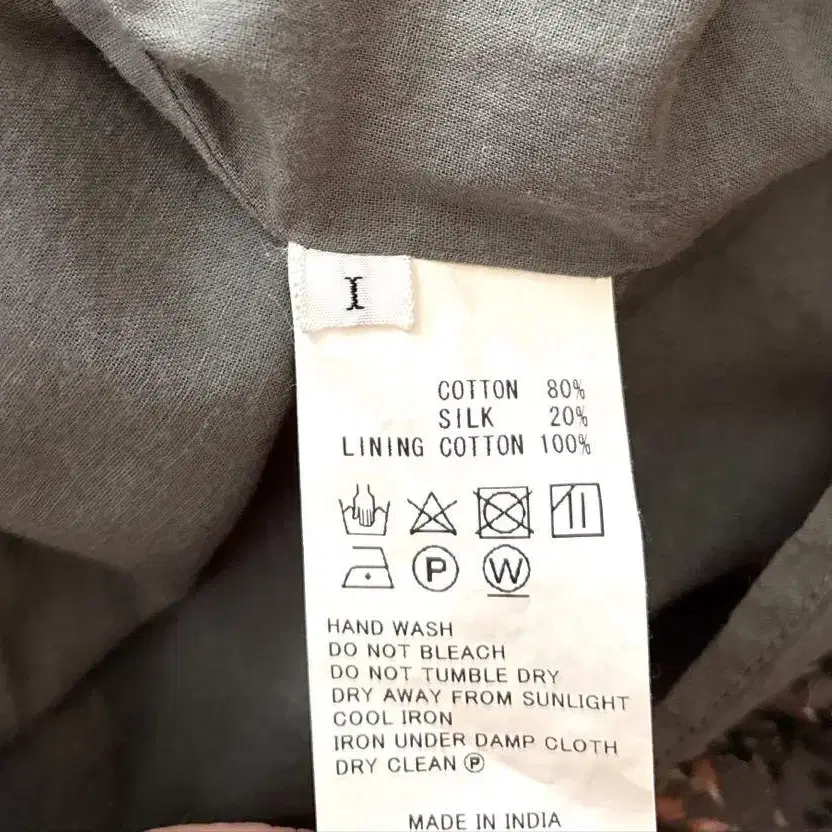 I
COTTON 80%
SILK 20%
LINING COTTON 100%
P W
HAND WASH
DO NOT BLEACH
DO NOT TUMBLE DRY
DRY AWAY FROM SUNLIGHT
COOL IRON
IRON UNDER DAMP CLOTH
DRY CLEAN Ⓟ
MADE IN INDIA